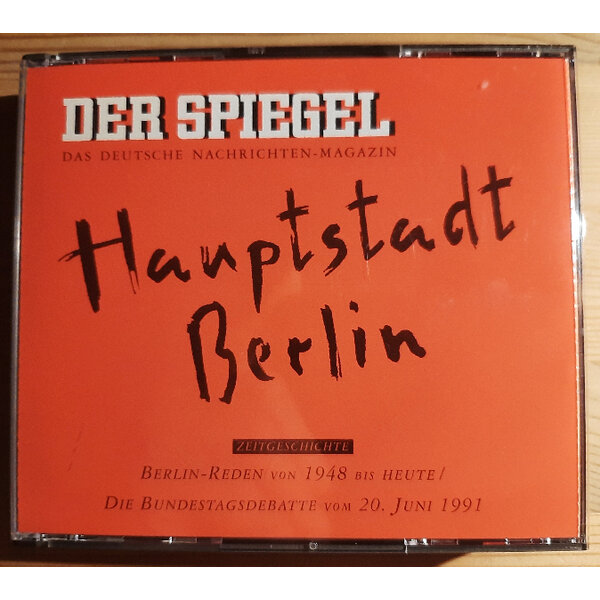 DER SPIEGEL
DAS DEUTSCHE NACHRICHTEN-MAGAZIN
Hauptstadt
Berlin
ZEITGESCHICHTE
BERLIN-REDEN VON 1948 BIS HEUTE /
DIE BUNDESTAGSDEBATTE VOM 20. JUNI 1991